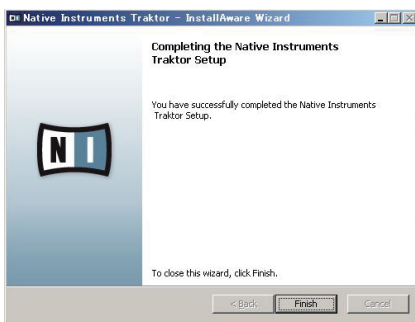 Native Instruments Traktor - InstallAware Wizard
Completing the Native Instruments
Traktor Setup
You have successfully completed the Native Instruments
Traktor Setup.
NI
To close this wizard, click Finish.
< Back Finish Cancel